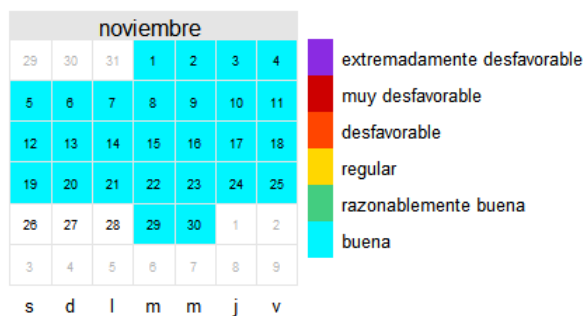 noviembre
29 30 31 1 2 3 4
5 6 7 8 9 10 11
12 13 14 15 16 17 18
19 20 21 22 23 24 25
26 27 28 29 30 1 2
3 4 5 6 7 8 9
s d l m m j v
extremadamente desfavorable
muy desfavorable
desfavorable
regular
razonablemente buena
buena